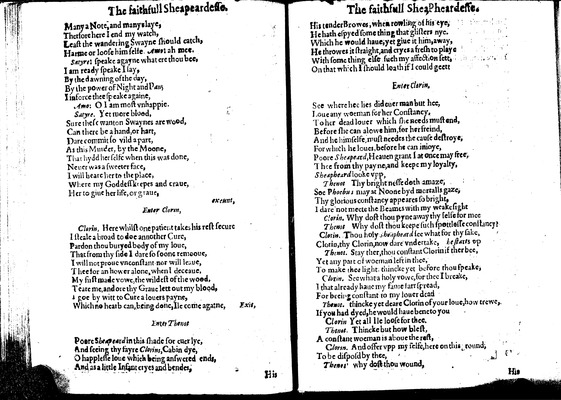 The faithfull Sheapeardesse.
Many a Note, and many slaye,
Therfore here I end my watch,
Least the wandering Swayne should catch,
Harme or loose himselfe. Amor: ah mee.
Satyre: speake agayne what ere thou bee,
I am ready speake I say,
By the dawning of the day,
By the power of Night and Pan,
I inforce thee speake againe,
Amo: O I am most vnhappie.
Satyre. Yet more blood,
Sure these wanton Swaynes are wood,
Can there be a hand, or hart,
Dare commit so vild a part,
As this Murder, by the Moone,
That hydd her selfe when this was done,
Neuer was a sweeter face,
I will beare her to the place,
Where my Goddesse keepes and craue,
Her to giue her life, or graue,
exeunt,
Enter Clorin,
Clorin. Here whilst one patient takes his rest secure
I steale abroad to doe another Cure,
Pardon thou buryed body of my loue,
That from thy side I dare so soone remooue,
I will not proue vnconstant nor will leaue,
Thee for an hower alone, when I deceaue.
My first made vowe, the wildest of the wood,
Teare me, and ore thy Graue lett out my blood,
I goe by witt to Cure a louers payne,
Which no hearb can, being done, Ile come againe, Exit,
Enter Thenot
Poore Sheapeard in this shade for euer lye,
And seeing thy fayre Clorins, Cabin dye,
O happlesse loue which being answered ends,
And as a little Infant cryes and bendes,
His
The faithfull SheaPheardesse.
His tender Browes, when rowling of his eye,
He hath espyed some thing that glisters nye.
Which he would haue, yet giue it him, away,
He throwes it straight, and cryes a fresh to playe
With some thing else such my affection sett,
On that which I should loath if I could gett
Enter Clorin,
See where hee lies did euer man but hee,
Loue any woman for her Constancy,
To her dead louer which she needs must end,
Before she can alowe him, for her freind,
And he himselfe, must needes the cause destroye,
For which he loues, before he can inioye,
Poore Sheapeard, Heauen grant I at once may free,
Thee from thy payne, and keepe my loyalty,
Sheapheard looke vpp,
Thenot Thy bright nesse doth amaze,
See Phoebus may at Noone byd mortalls gaze,
Thy glorious constancy appeares so bright,
I dare not meete the Beames with my weake sight
Clorin. Why dost thou pyne away thy selfe for mee
Thenot Why dost thou keepe such spottlesse constancy?
Clorin. Thou holy sheapheard see what for thy sake,
Clorin, thy Clorin, now dare vndertake, he starts vp
Thenot. Stay ther, thou constant Clorin if ther bee,
Yet any part of woman left in thee,
To make thee light. thincke yet before thou speake,
Clorin. See what a holy vowe, for thee I breake,
I that already haue my fame farr spread,
For being constant to my louer dead
Thenot. thincke yet deare Clorin of your loue, how trewe,
If you had dyed, he would haue bene to you
Clorin Yet all Ile loose for thee.
Thenot. Thincke but how blest,
A constant woman is aboue the rest,
Clorin. And offer vpp my selfe, here on this round,
To be disposd by thee,
Thenot why dost thou wound,
His